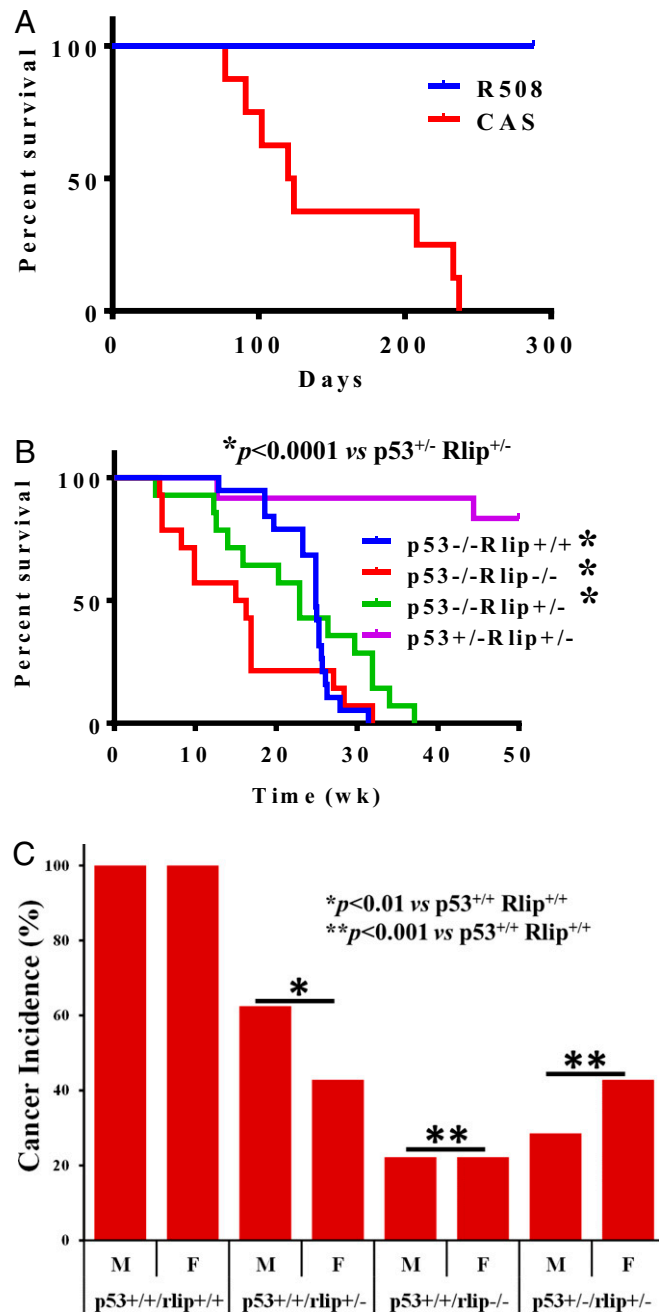 A
Percent survival
100
50
0
R508
CAS
0 100 200 300
Days
B
*p<0.0001 vs p53+/- Rlip+/-
Percent survival
100
50
0
p53-/-Rlip+/+ *
p53-/-Rlip-/- *
p53-/-Rlip+/- *
p53+/-Rlip+/-
0 10 20 30 40 50
Time (wk)
C
Cancer Incidence (%)
100
80
60
40
20
0
*p<0.01 vs p53+/+ Rlip+/+
**p<0.001 vs p53+/+ Rlip+/+
*
**
**
M F M F M F M F
p53+/+/rlip+/+ p53+/+/rlip+/- p53+/+/rlip-/- p53+/-/rlip+/-